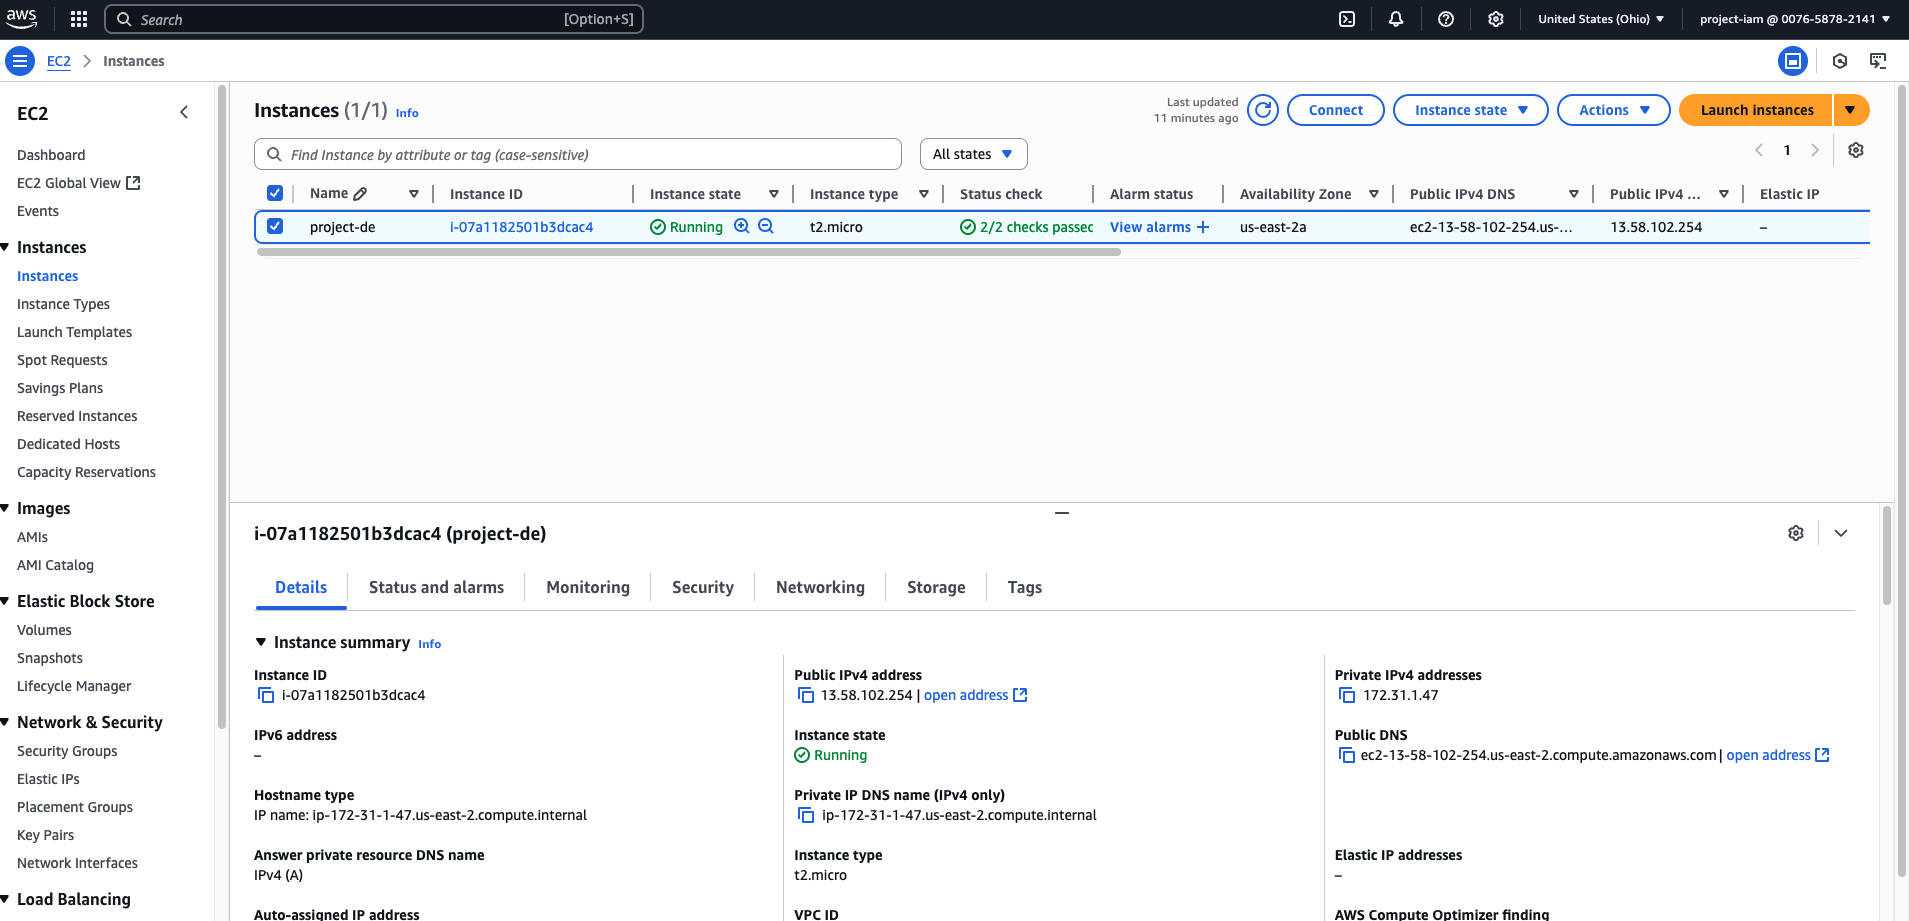 aws
Search
[Option+S]
United States (Ohio)
project-iam @ 0076-5878-2141
EC2
Instances
EC2
Dashboard
EC2 Global View
Events
Instances
Instances
Instance Types
Launch Templates
Spot Requests
Savings Plans
Reserved Instances
Dedicated Hosts
Capacity Reservations
Images
AMIs
AMI Catalog
Elastic Block Store
Volumes
Snapshots
Lifecycle Manager
Network & Security
Security Groups
Elastic IPs
Placement Groups
Key Pairs
Network Interfaces
Load Balancing
Instances (1/1) Info
Last updated
11 minutes ago
Connect
Instance state
Actions
Launch instances
Find Instance by attribute or tag (case-sensitive)
All states
1
Name Instance ID Instance state Instance type Status check Alarm status Availability Zone Public IPv4 DNS Public IPv4 ... Elastic IP
project-de i-07a1182501b3dcac4 Running t2.micro 2/2 checks passec View alarms + us-east-2a ec2-13-58-102-254.us-... 13.58.102.254 –
i-07a1182501b3dcac4 (project-de)
Details Status and alarms Monitoring Security Networking Storage Tags
Instance summary Info
Instance ID
i-07a1182501b3dcac4
Public IPv4 address
13.58.102.254 | open address
Private IPv4 addresses
172.31.1.47
IPv6 address
–
Instance state
Running
Public DNS
ec2-13-58-102-254.us-east-2.compute.amazonaws.com | open address
Hostname type
IP name: ip-172-31-1-47.us-east-2.compute.internal
Private IP DNS name (IPv4 only)
ip-172-31-1-47.us-east-2.compute.internal
Answer private resource DNS name
IPv4 (A)
Instance type
t2.micro
Elastic IP addresses
–
Auto-assigned IP address
VPC ID
AWS Compute Optimizer finding